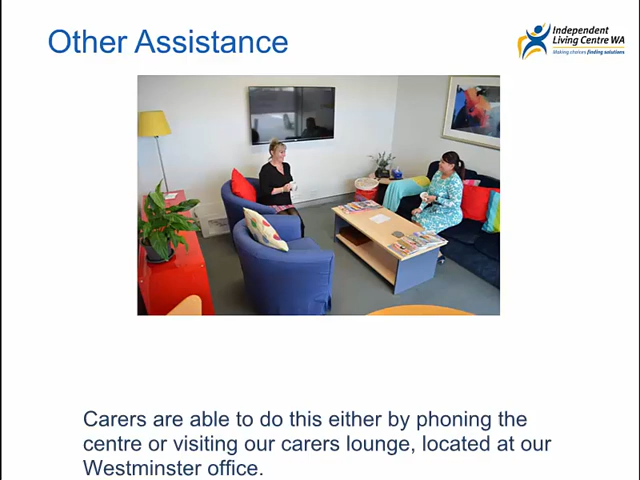 Other Assistance
Independent
Living Centre WA
Making choices finding solutions
Carers are able to do this either by phoning the
centre or visiting our carers lounge, located at our
Westminster office.